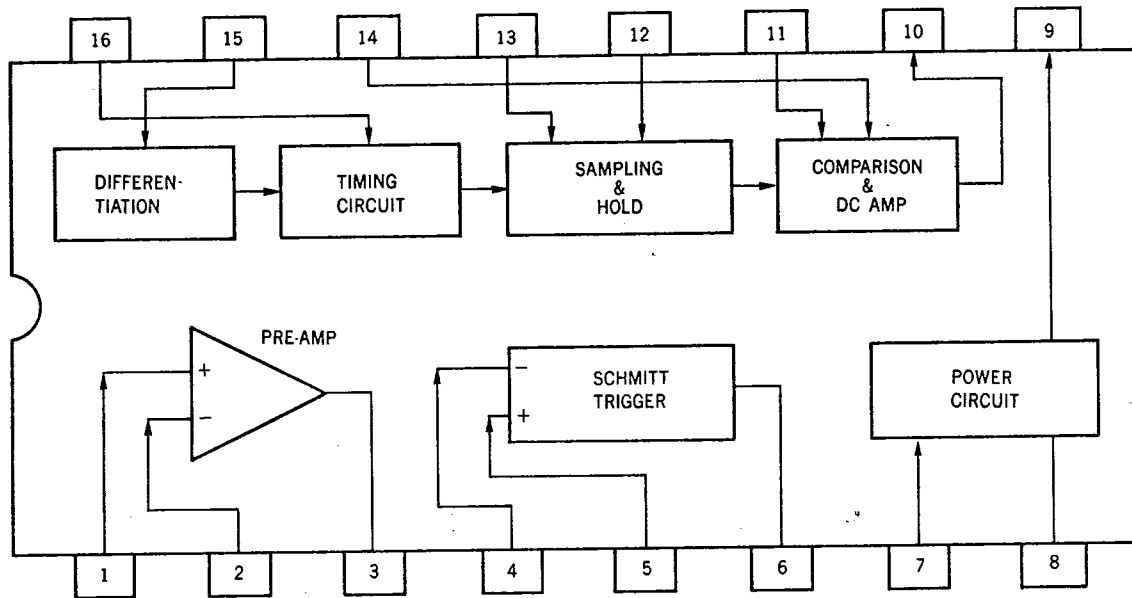 16 15 14 13 12 11 10 9
DIFFEREN-
TIATION
TIMING
CIRCUIT
SAMPLING
&
HOLD
COMPARISON
&
DC AMP
PRE-AMP
+
−
−
+
SCHMITT
TRIGGER
POWER
CIRCUIT
1 2 3 4 5 6 7 8